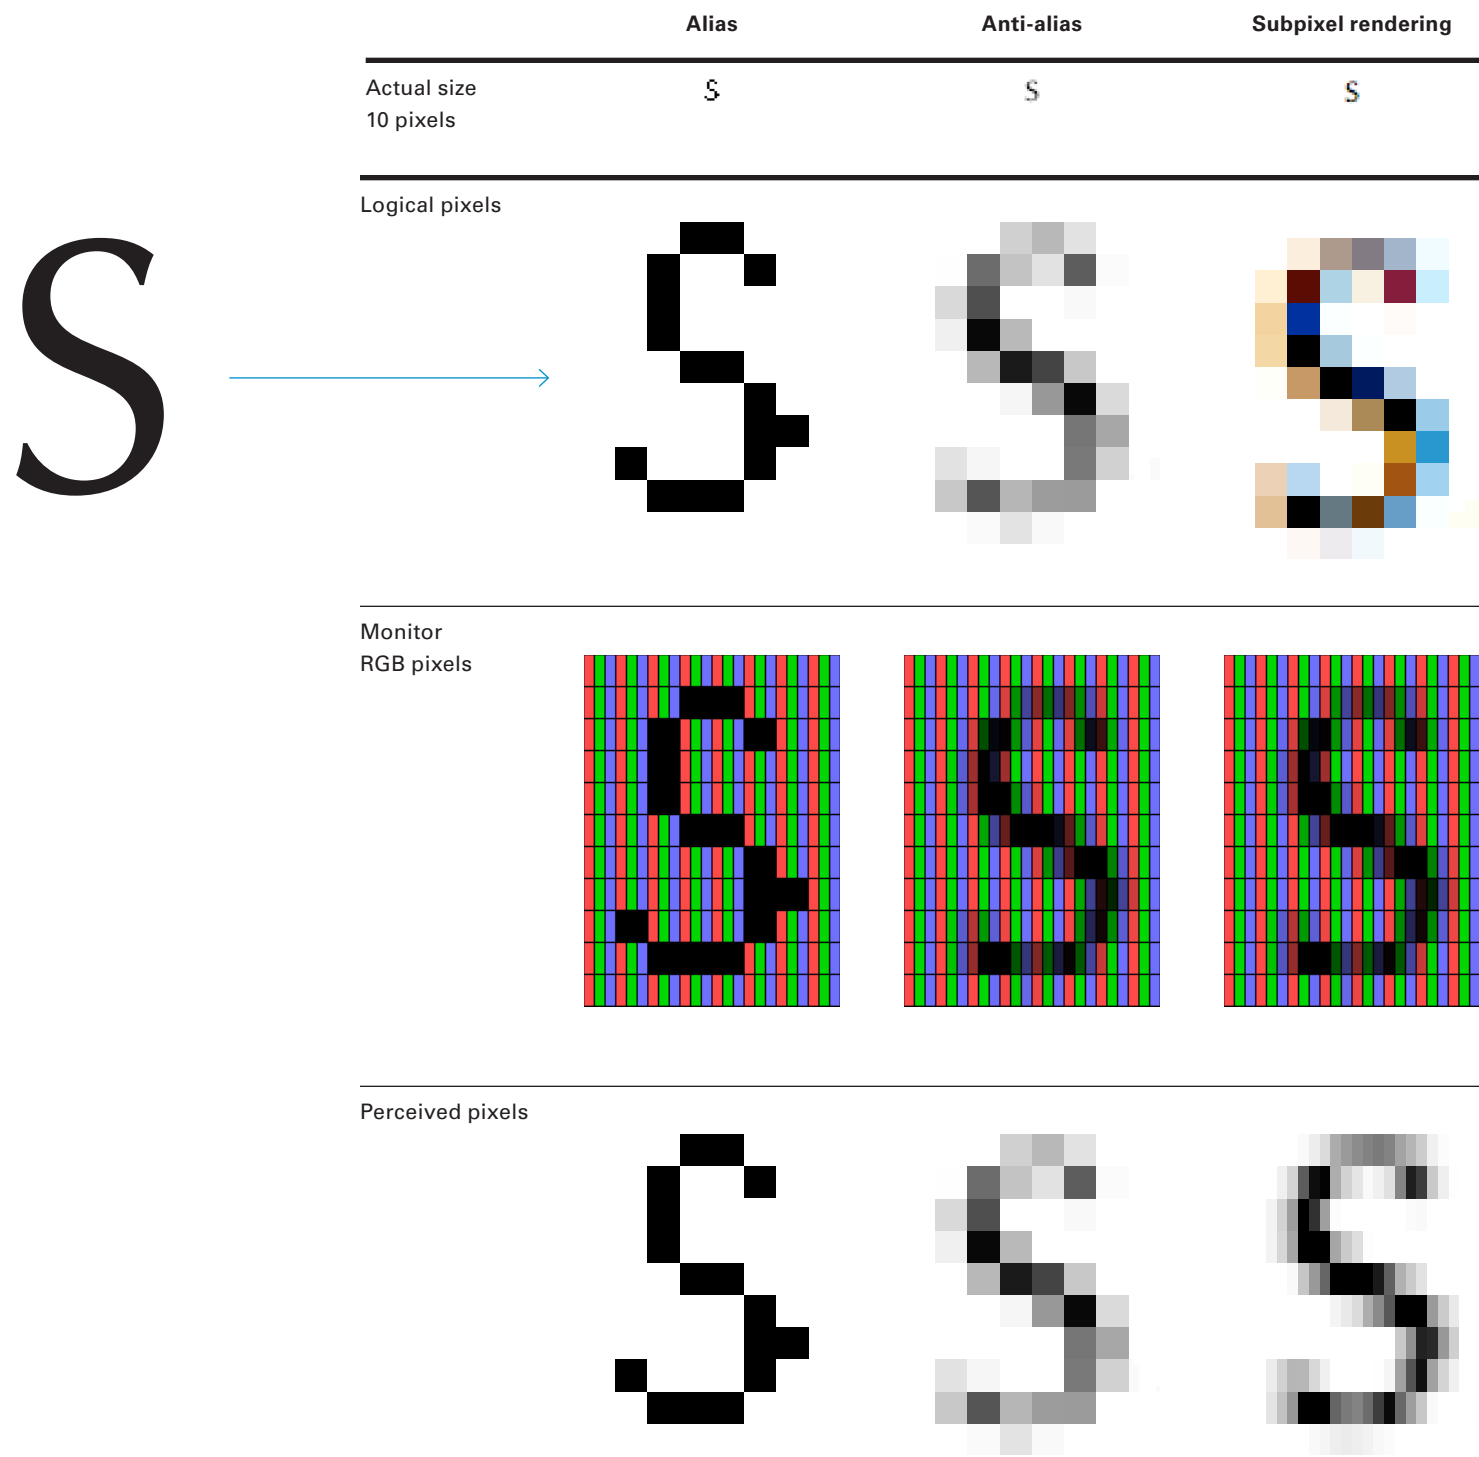 Alias Anti-alias Subpixel rendering
Actual size S S S
10 pixels
Logical pixels
S
Monitor
RGB pixels
Perceived pixels